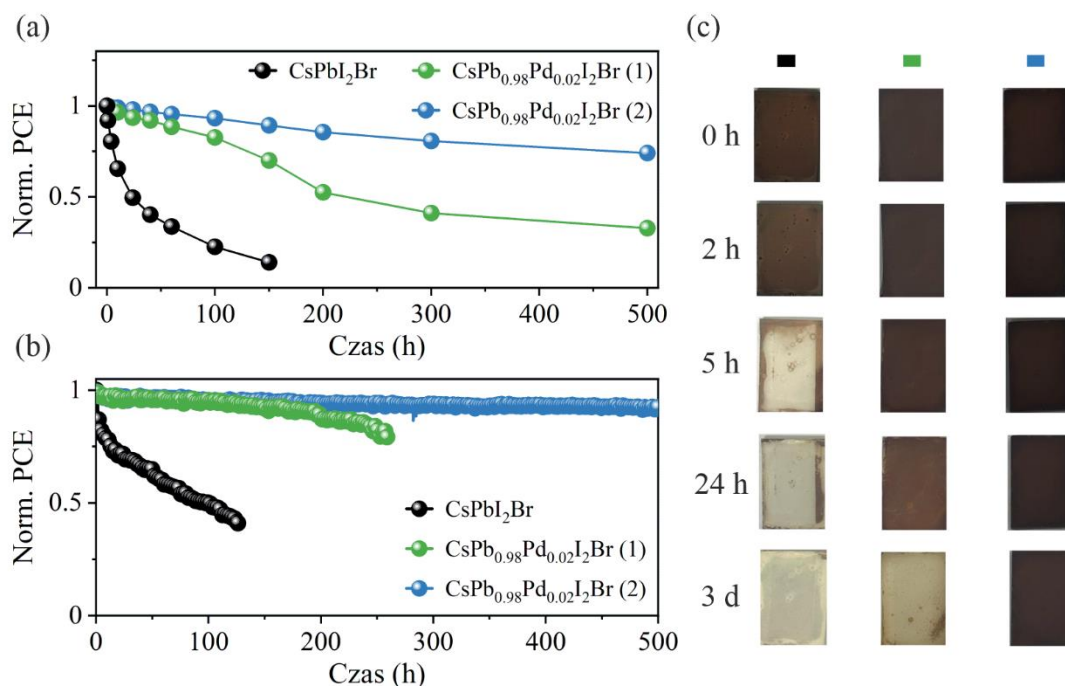 (a)
CsPbI₂Br
CsPb₀.₉₈Pd₀.₀₂I₂Br (1)
CsPb₀.₉₈Pd₀.₀₂I₂Br (2)
Norm. PCE
1
0.5
0
0 100 200 300 400 500
Czas (h)
(b)
Norm. PCE
1
0.5
0
CsPbI₂Br
CsPb₀.₉₈Pd₀.₀₂I₂Br (1)
CsPb₀.₉₈Pd₀.₀₂I₂Br (2)
0 100 200 300 400 500
Czas (h)
(c)
0 h
2 h
5 h
24 h
3 d